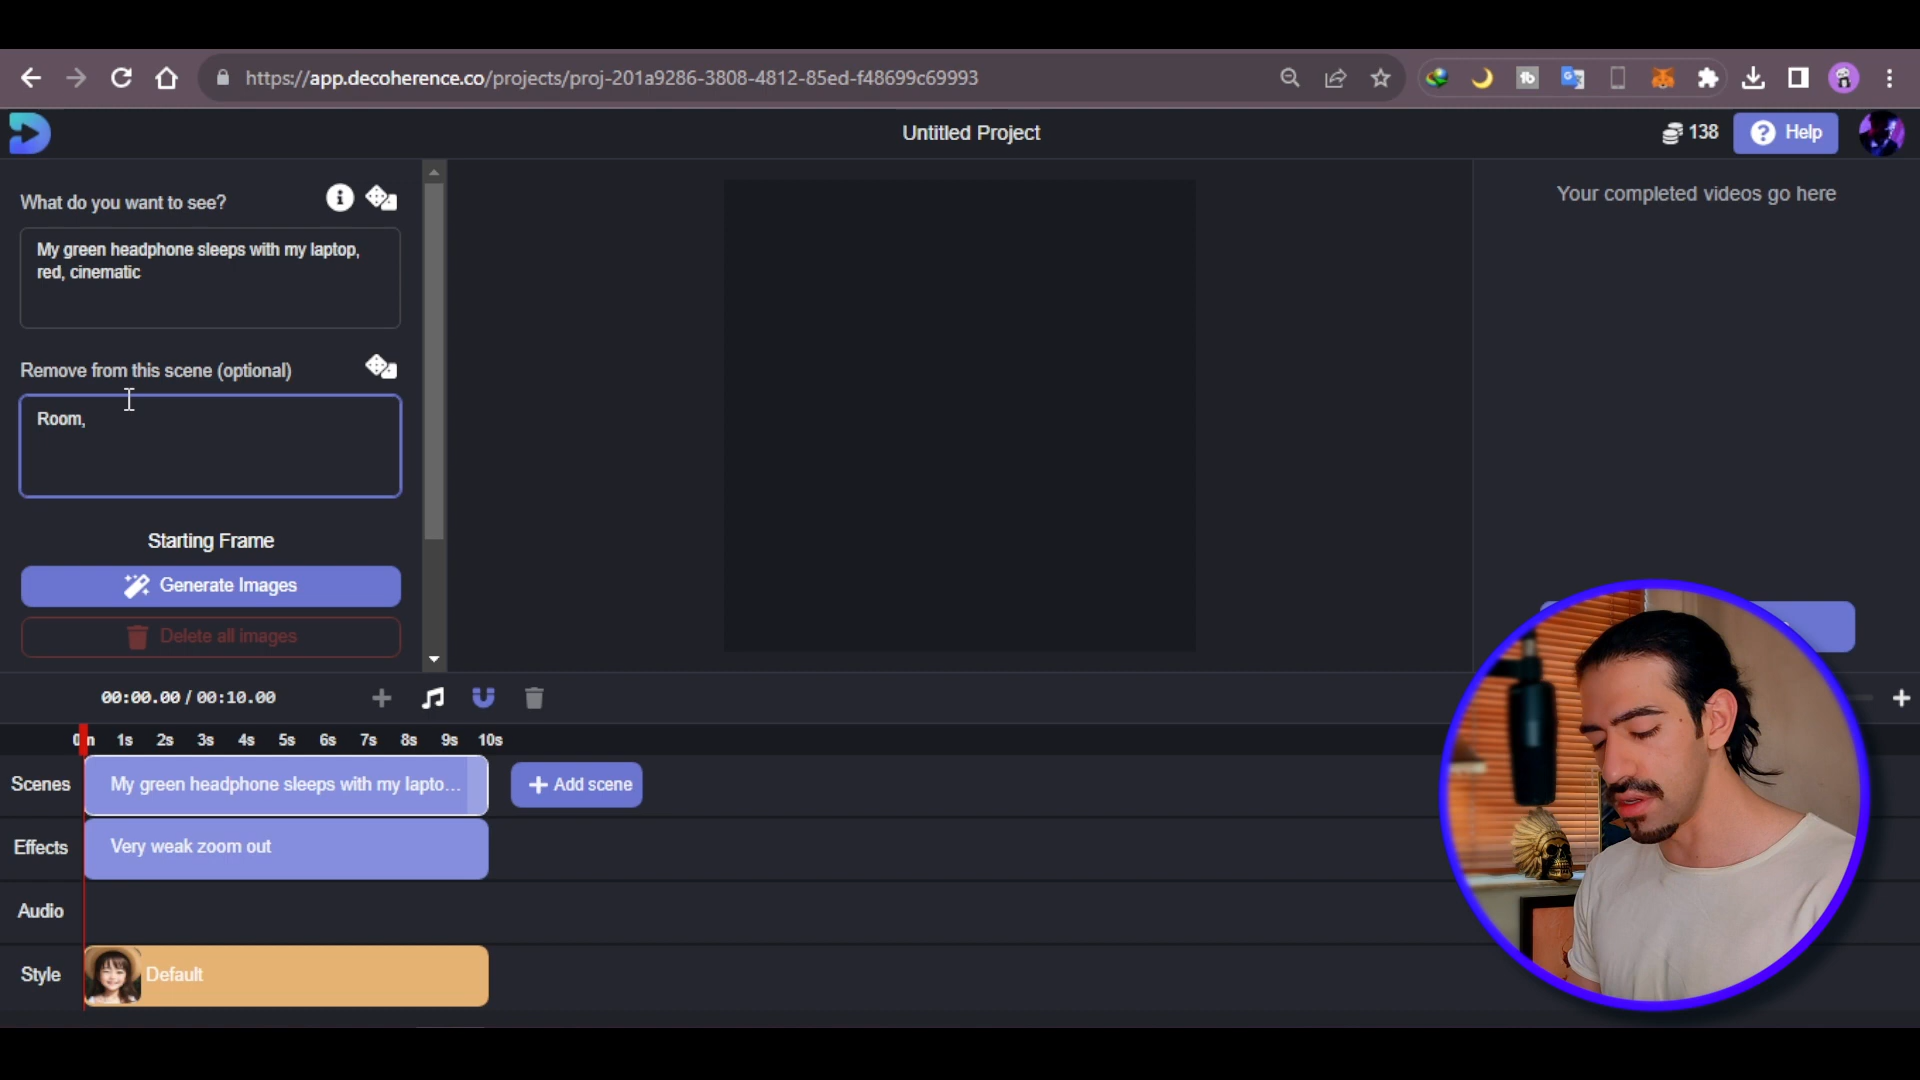 https://app.decoherence.co/projects/proj-201a9286-3808-4812-85ed-f48699c69993
Untitled Project
138
Help
What do you want to see?
My green headphone sleeps with my laptop,
red, cinematic
Remove from this scene (optional)
Room,
Starting Frame
Generate Images
Delete all images
Your completed videos go here
00:00.00 / 00:10.00
1s 2s 3s 4s 5s 6s 7s 8s 9s 10s
Scenes
My green headphone sleeps with my lapto...
Add scene
Effects
Very weak zoom out
Audio
Style
Default